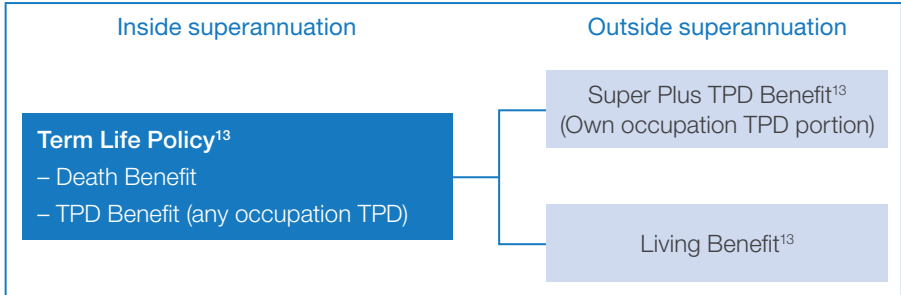 Inside superannuation
Outside superannuation
Term Life Policy¹³
– Death Benefit
– TPD Benefit (any occupation TPD)
Super Plus TPD Benefit¹³
(Own occupation TPD portion)
Living Benefit¹³